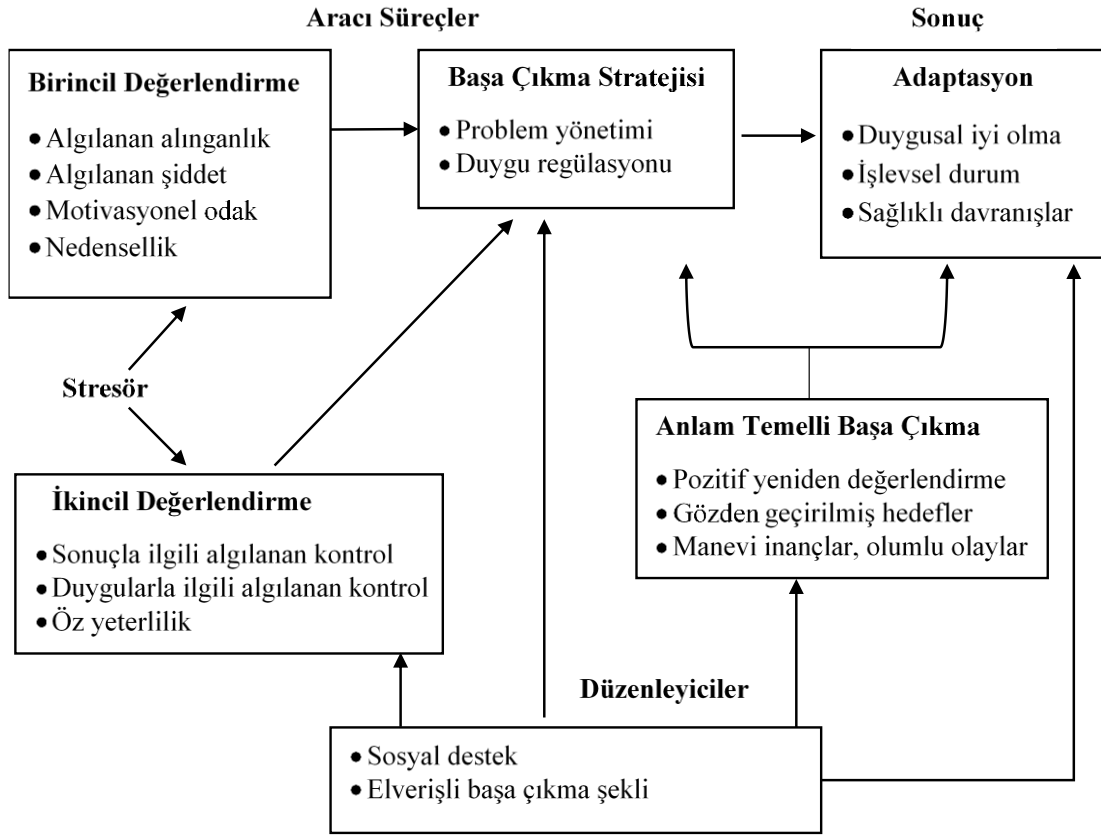 Aracı Süreçler
Sonuç
Birincil Değerlendirme
• Algılanan alınganlık
• Algılanan şiddet
• Motivasyonel odak
• Nedensellik
Başa Çıkma Stratejisi
• Problem yönetimi
• Duygu regülasyonu
Adaptasyon
• Duygusal iyi olma
• İşlevsel durum
• Sağlıklı davranışlar
Stresör
İkincil Değerlendirme
• Sonuçla ilgili algılanan kontrol
• Duygularla ilgili algılanan kontrol
• Öz yeterlilik
Anlam Temelli Başa Çıkma
• Pozitif yeniden değerlendirme
• Gözden geçirilmiş hedefler
• Manevi inançlar, olumlu olaylar
Düzenleyiciler
• Sosyal destek
• Elverişli başa çıkma şekli